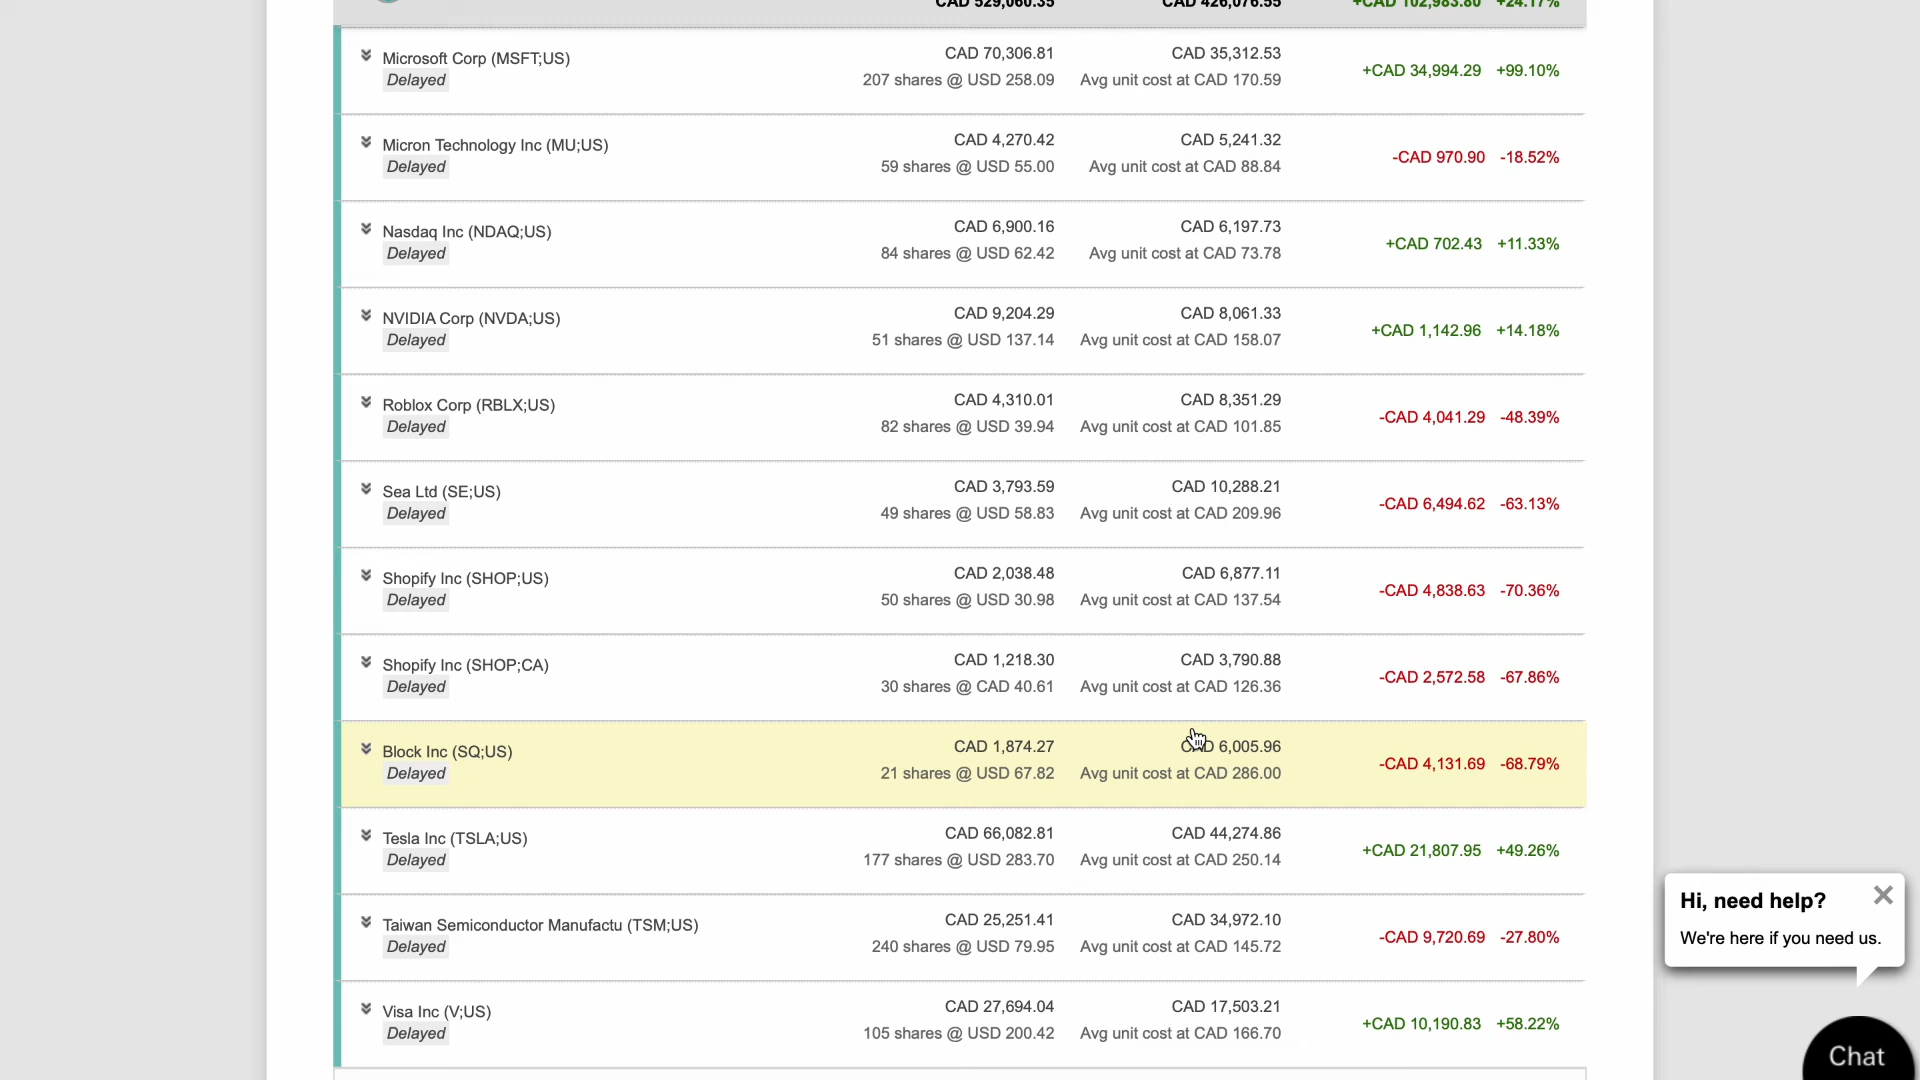 CAD 529,060.35 CAD 426,076.55 +CAD 102,983.80 +24.17%
Microsoft Corp (MSFT;US) CAD 70,306.81 CAD 35,312.53
+CAD 34,994.29 +99.10%
Delayed 207 shares @ USD 258.09 Avg unit cost at CAD 170.59
Micron Technology Inc (MU;US) CAD 4,270.42 CAD 5,241.32
-CAD 970.90 -18.52%
Delayed 59 shares @ USD 55.00 Avg unit cost at CAD 88.84
Nasdaq Inc (NDAQ;US) CAD 6,900.16 CAD 6,197.73
+CAD 702.43 +11.33%
Delayed 84 shares @ USD 62.42 Avg unit cost at CAD 73.78
NVIDIA Corp (NVDA;US) CAD 9,204.29 CAD 8,061.33
+CAD 1,142.96 +14.18%
Delayed 51 shares @ USD 137.14 Avg unit cost at CAD 158.07
Roblox Corp (RBLX;US) CAD 4,310.01 CAD 8,351.29
-CAD 4,041.29 -48.39%
Delayed 82 shares @ USD 39.94 Avg unit cost at CAD 101.85
Sea Ltd (SE;US) CAD 3,793.59 CAD 10,288.21
-CAD 6,494.62 -63.13%
Delayed 49 shares @ USD 58.83 Avg unit cost at CAD 209.96
Shopify Inc (SHOP;US) CAD 2,038.48 CAD 6,877.11
-CAD 4,838.63 -70.36%
Delayed 50 shares @ USD 30.98 Avg unit cost at CAD 137.54
Shopify Inc (SHOP;CA) CAD 1,218.30 CAD 3,790.88
-CAD 2,572.58 -67.86%
Delayed 30 shares @ CAD 40.61 Avg unit cost at CAD 126.36
Block Inc (SQ;US) CAD 1,874.27 CAD 6,005.96
-CAD 4,131.69 -68.79%
Delayed 21 shares @ USD 67.82 Avg unit cost at CAD 286.00
Tesla Inc (TSLA;US) CAD 66,082.81 CAD 44,274.86
+CAD 21,807.95 +49.26%
Delayed 177 shares @ USD 283.70 Avg unit cost at CAD 250.14
Taiwan Semiconductor Manufactu (TSM;US) CAD 25,251.41 CAD 34,972.10
-CAD 9,720.69 -27.80%
Delayed 240 shares @ USD 79.95 Avg unit cost at CAD 145.72
Visa Inc (V;US) CAD 27,694.04 CAD 17,503.21
+CAD 10,190.83 +58.22%
Delayed 105 shares @ USD 200.42 Avg unit cost at CAD 166.70
Hi, need help?
We're here if you need us.
Chat